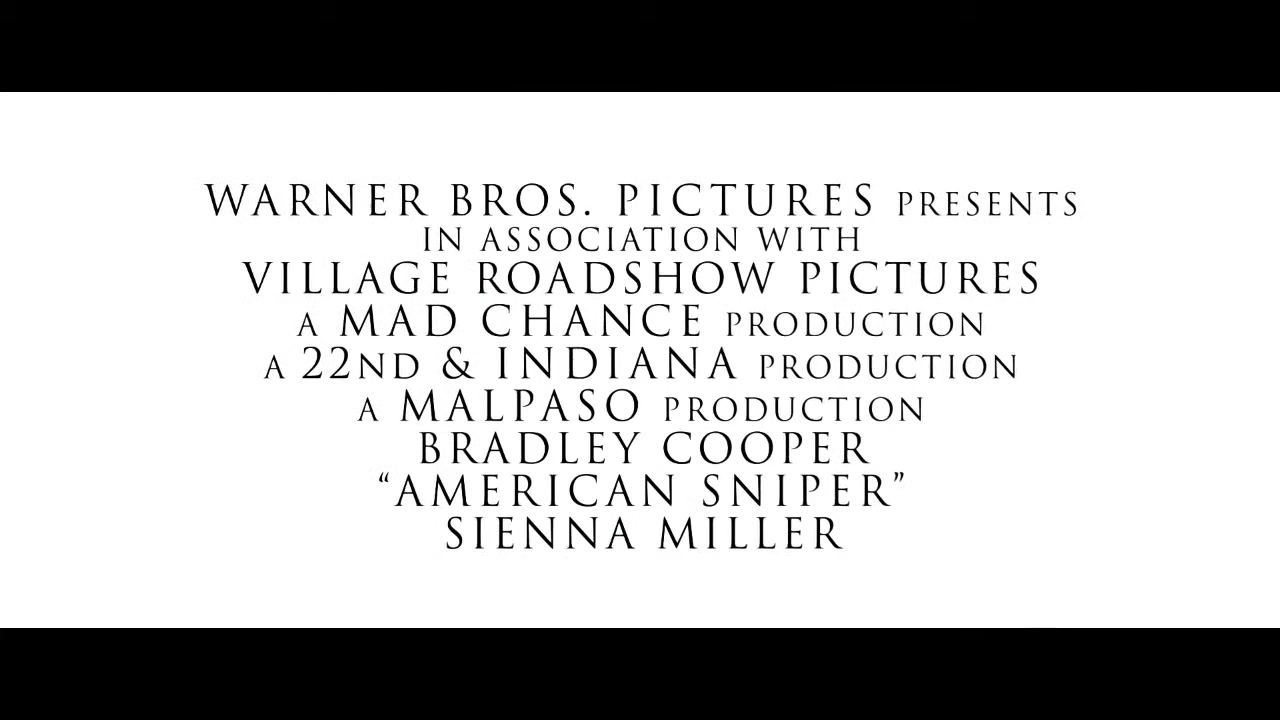 WARNER BROS. PICTURES PRESENTS
IN ASSOCIATION WITH
VILLAGE ROADSHOW PICTURES
A MAD CHANCE PRODUCTION
A 22ND & INDIANA PRODUCTION
A MALPASO PRODUCTION
BRADLEY COOPER
“AMERICAN SNIPER”
SIENNA MILLER